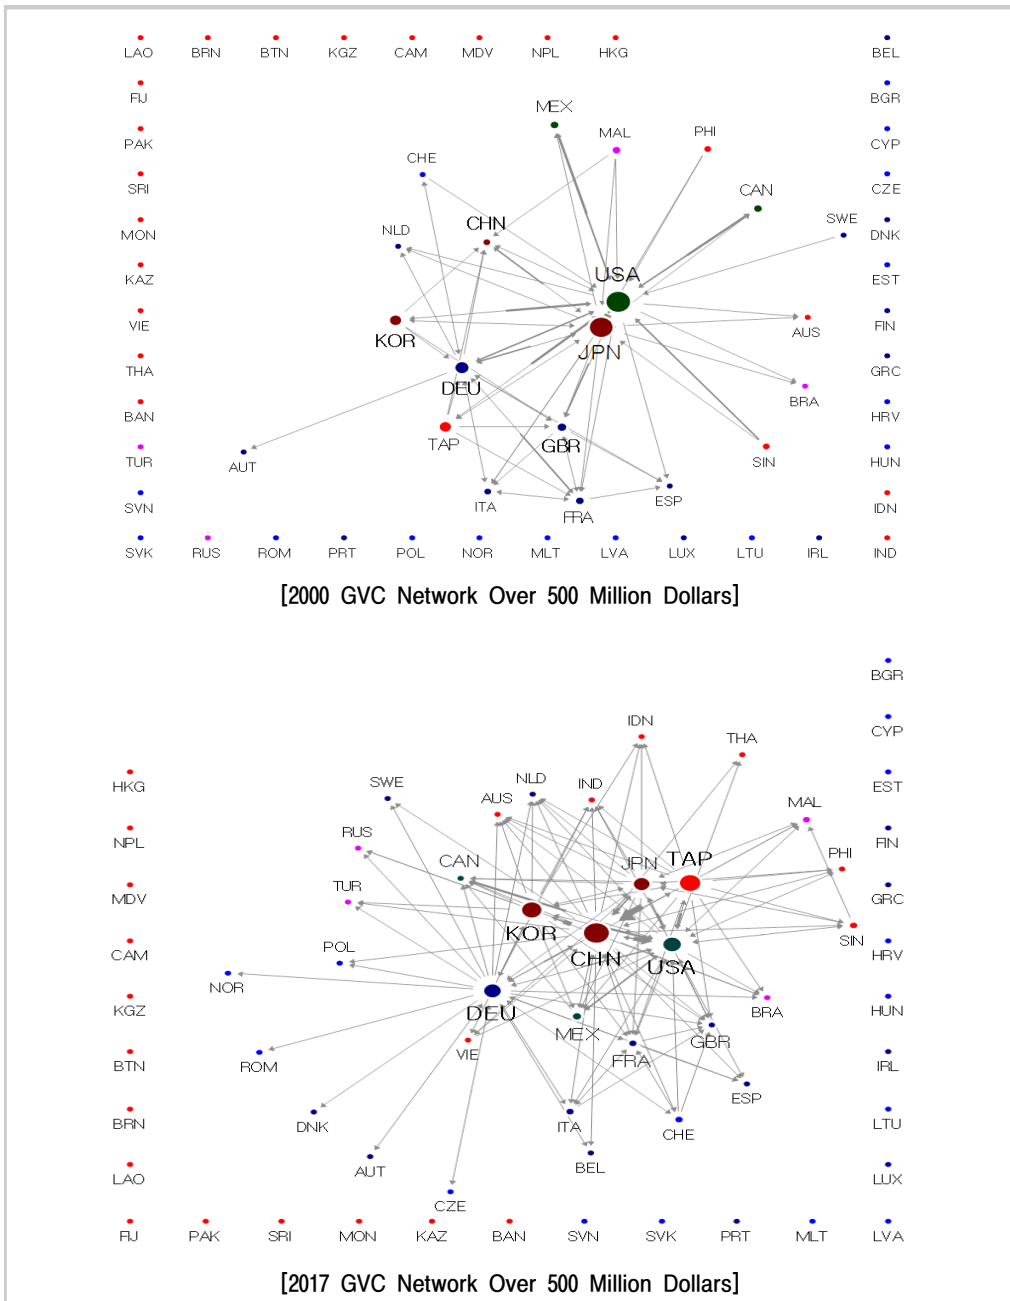 LAO BRN BTN KGZ CAM MDV NPL HKG BEL
FIJ MEX BGR
PAK MAL PHI CYP
CHE
SRI CAN CZE
NLD CHN SWE
MON DNK
KAZ USA EST
VIE KOR JPN AUS FIN
THA DEU GRC
BAN BRA HRV
TUR AUT TAP GBR SIN HUN
SVN ITA FRA ESP IDN
SVK RUS ROM PRT POL NOR MLT LVA LUX LTU IRL IND
[2000 GVC Network Over 500 Million Dollars]
BGR
IDN CYP
THA
HKG SWE NLD IND EST
AUS MAL
NPL RUS PHI FIN
CAN JPN TAP
MDV TUR GRC
KOR SIN
CAM POL CHN USA HRV
NOR
KGZ DEU MEX BRA HUN
VIE GBR
BTN ROM FRA IRL
ESP
BRN DNK ITA CHE LTU
LAO AUT BEL LUX
CZE
FIJ PAK SRI MON KAZ BAN SVN SVK PRT MLT LVA
[2017 GVC Network Over 500 Million Dollars]